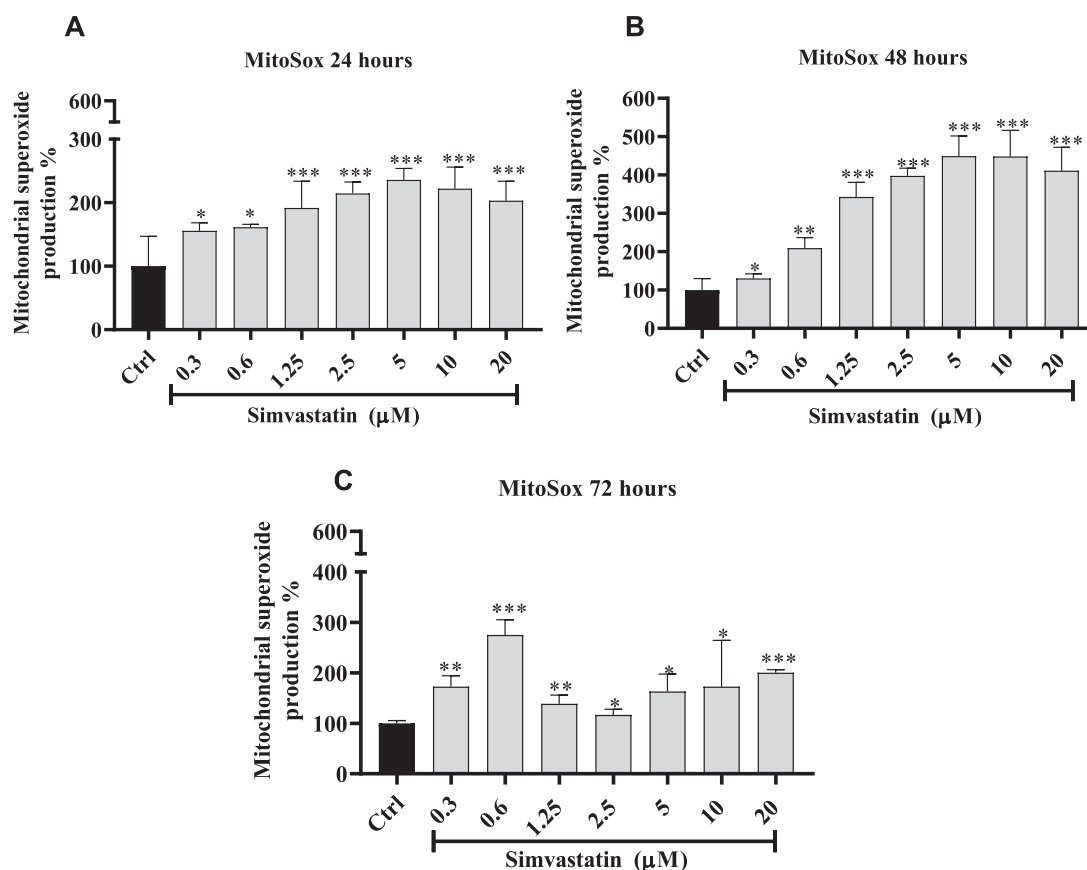 A
MitoSox 24 hours
Mitochondrial superoxide
production %
600
300
200
100
0
* * *** *** *** *** ***
Ctrl 0.3 0.6 1.25 2.5 5 10 20
Simvastatin (μM)
B
MitoSox 48 hours
Mitochondrial superoxide
production %
600
500
400
300
200
100
0
* ** *** *** *** *** ***
Ctrl 0.3 0.6 1.25 2.5 5 10 20
Simvastatin (μM)
C
MitoSox 72 hours
Mitochondrial superoxide
production %
600
400
300
200
100
0
** *** ** * * * ***
Ctrl 0.3 0.6 1.25 2.5 5 10 20
Simvastatin (μM)